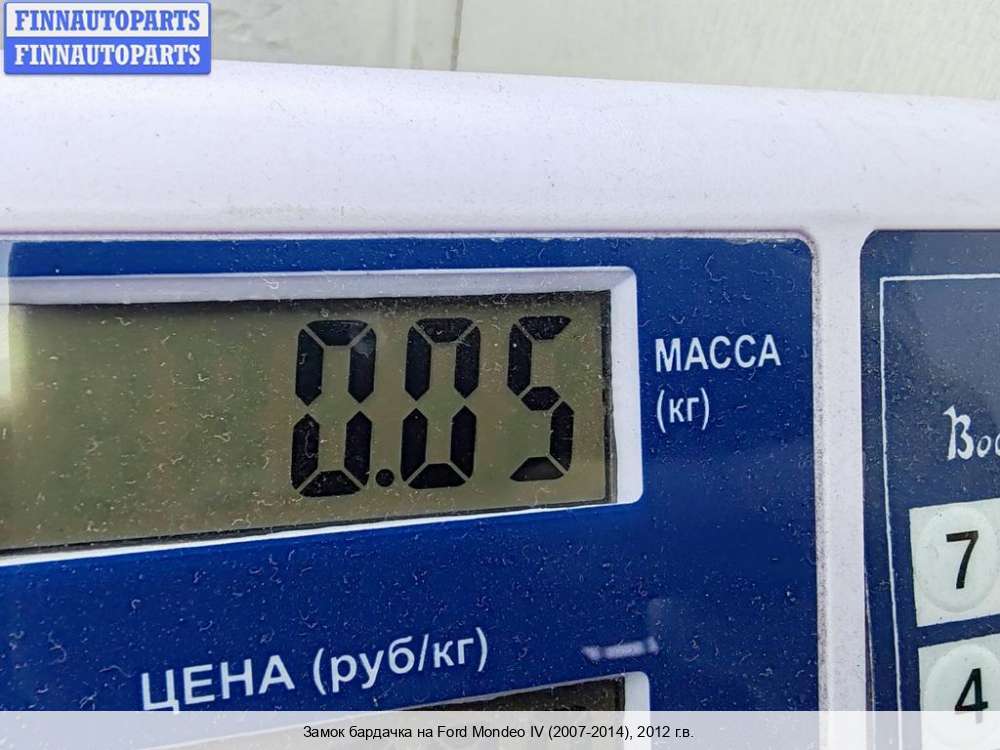 FINNAUTOPARTS
FINNAUTOPARTS
0.05
МАССА
(кг)
7
4
ЦЕНА (руб/кг)
Замок бардачка на Ford Mondeo IV (2007-2014), 2012 г.в.